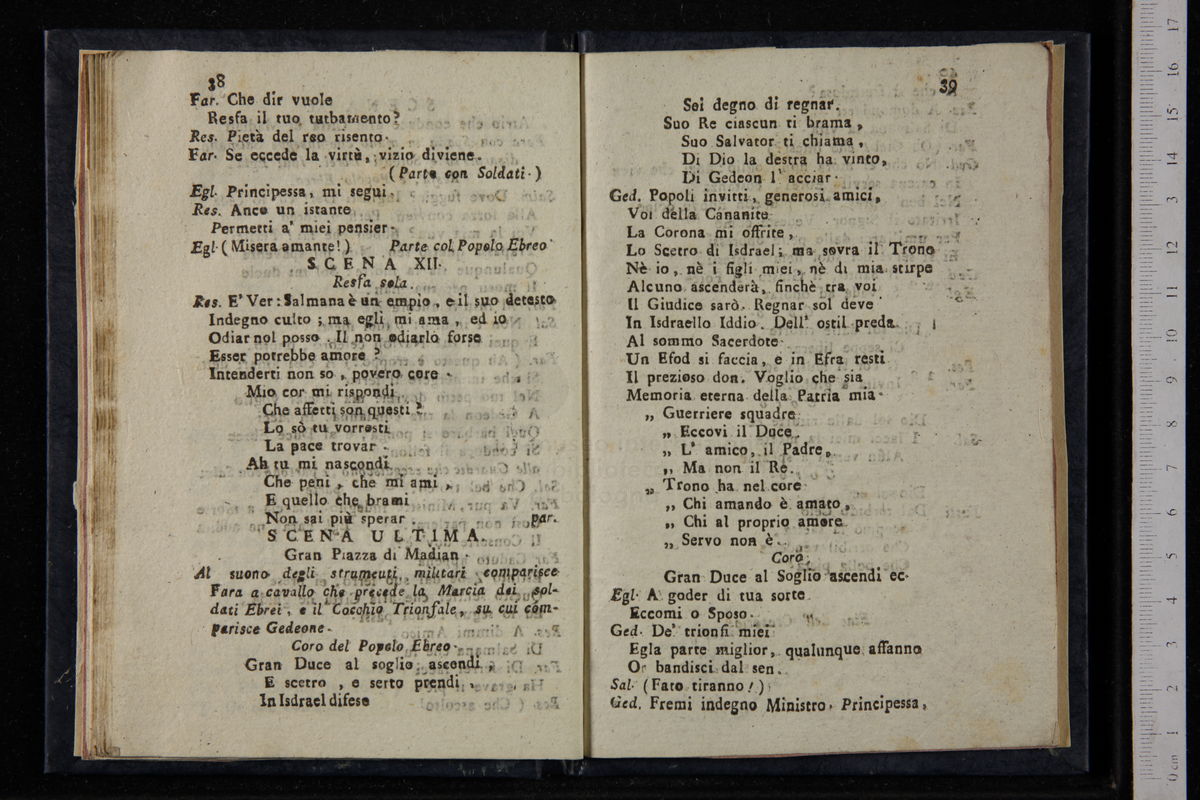 38
Far. Che dir vuole
Resfa il tuo turbamento?
Res. Pietà del reo risento.
Far. Se eccede la virtù, vizio diviene.
(Parte con Soldati.)
Egl. Principessa, mi segui.
Res. Anco un istante
Permetti a' miei pensier.
Egl. (Misera amante!) Parte col Popolo Ebreo
SCENA XII.
Resfa sola.
Res. E' Ver: Salmana è un empio, e il suo detesto
Indegno culto; ma egli mi ama, ed io
Odiar nol posso. Il non odiarlo forse
Esser potrebbe amore?
Intenderti non so, povero core.
Mio cor mi rispondi
Che affetti son questi?
Lo sò tu vorresti
La pace trovar.
Ah tu mi nascondi
Che peni, che mi ami,
E quello che brami
Non sai più sperar. par.
SCENA ULTIMA.
Gran Piazza di Madian.
Al suono degli strumenti militari comparisce
Fara a cavallo che precede la Marcia dei sol-
dati Ebrei, e il Cocchio Trionfale, su cui com-
parisce Gedeone.
Coro del Popolo Ebreo.
Gran Duce al soglio ascendi,
E scetro, e serto prendi,
In Isdrael difese
39
Sei degno di regnar.
Suo Re ciascun ti brama,
Suo Salvator ti chiama,
Di Dio la destra ha vinto,
Di Gedeon l' acciar.
Ged. Popoli invitti, generosi amici,
Voi della Cananite
La Corona mi offrite,
Lo Scetro di Isdrael; ma sovra il Trono
Nè io, nè i figli miei, nè di mia stirpe
Alcuno ascenderà, finchè tra voi
Il Giudice sarò. Regnar sol deve
In Isdraello Iddio. Dell' ostil preda
Al sommo Sacerdote
Un Efod si faccia, e in Efra resti
Il prezioso don. Voglio che sia
Memoria eterna della Patria mia.
„ Guerriere squadre
„ Eccovi il Duce.
„ L' amico, il Padre,
„ Ma non il Re.
„ Trono ha nel core
„ Chi amando è amato,
„ Chi al proprio amore
„ Servo non è.
Coro.
Gran Duce al Soglio ascendi ec.
Egl. A goder di tua sorte
Eccomi o Sposo.
Ged. De' trionfi miei
Egla parte miglior, qualunque affanno
Or bandisci dal sen.
Sal. (Fato tiranno!)
Ged. Fremi indegno Ministro. Principessa,